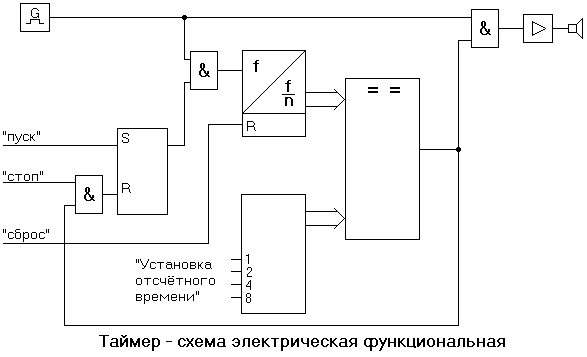 G
&
&
f
f
n
R
= =
"пуск"
S
"стоп"
&
R
"сброс"
"Установка
отсчётного
времени"
1
2
4
8
Таймер - схема электрическая функциональная